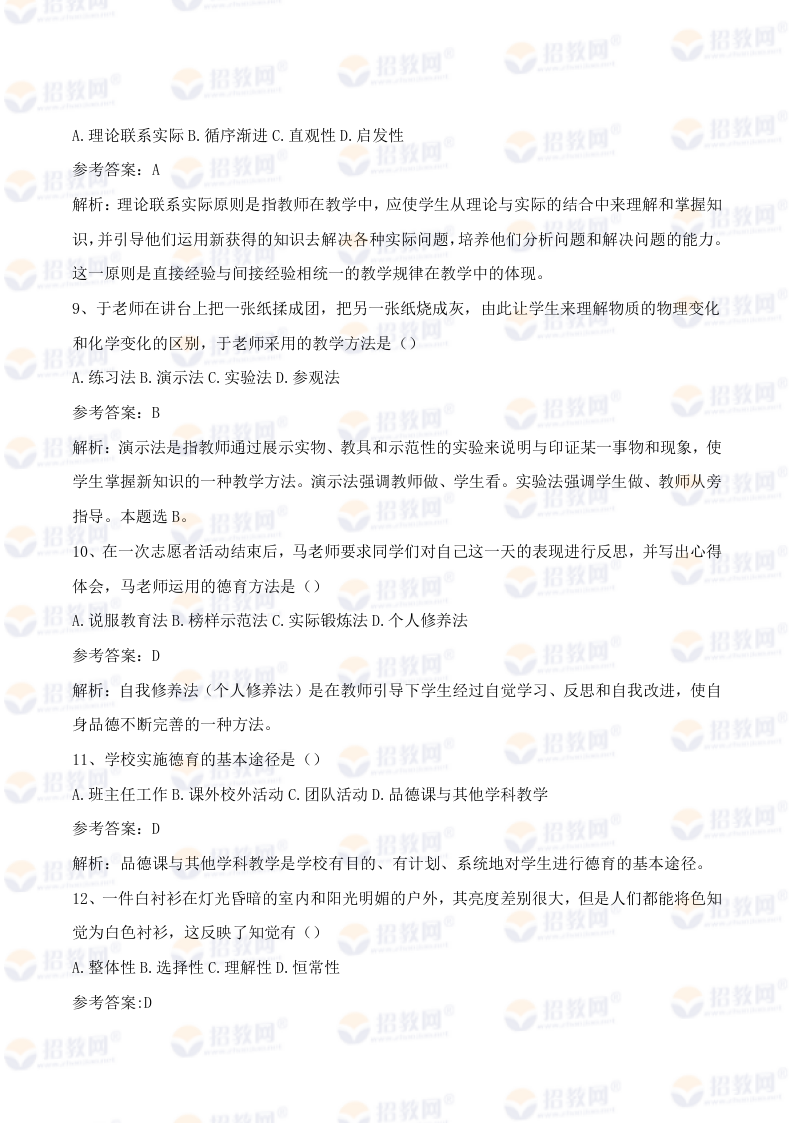 A.理论联系实际 B.循序渐进 C.直观性 D.启发性
参考答案：A
解析：理论联系实际原则是指教师在教学中，应使学生从理论与实际的结合中来理解和掌握知
识，并引导他们运用新获得的知识去解决各种实际问题，培养他们分析问题和解决问题的能力。
这一原则是直接经验与间接经验相统一的教学规律在教学中的体现。
9、于老师在讲台上把一张纸揉成团，把另一张纸烧成灰，由此让学生来理解物质的物理变化
和化学变化的区别，于老师采用的教学方法是（）
A.练习法 B.演示法 C.实验法 D.参观法
参考答案：B
解析：演示法是指教师通过展示实物、教具和示范性的实验来说明与印证某一事物和现象，使
学生掌握新知识的一种教学方法。演示法强调教师做、学生看。实验法强调学生做、教师从旁
指导。本题选 B。
10、在一次志愿者活动结束后，马老师要求同学们对自己这一天的表现进行反思，并写出心得
体会，马老师运用的德育方法是（）
A.说服教育法 B.榜样示范法 C.实际锻炼法 D.个人修养法
参考答案：D
解析：自我修养法（个人修养法）是在教师引导下学生经过自觉学习、反思和自我改进，使自
身品德不断完善的一种方法。
11、学校实施德育的基本途径是（）
A.班主任工作 B.课外校外活动 C.团队活动 D.品德课与其他学科教学
参考答案：D
解析：品德课与其他学科教学是学校有目的、有计划、系统地对学生进行德育的基本途径。
12、一件白衬衫在灯光昏暗的室内和阳光明媚的户外，其亮度差别很大，但是人们都能将色知
觉为白色衬衫，这反映了知觉有（）
A.整体性 B.选择性 C.理解性 D.恒常性
参考答案:D